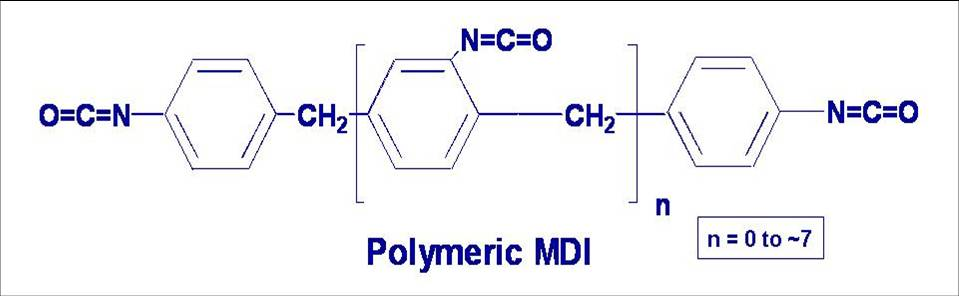 N=C=O
O=C=N CH₂ CH₂ N=C=O
n
n = 0 to ~7
Polymeric MDI